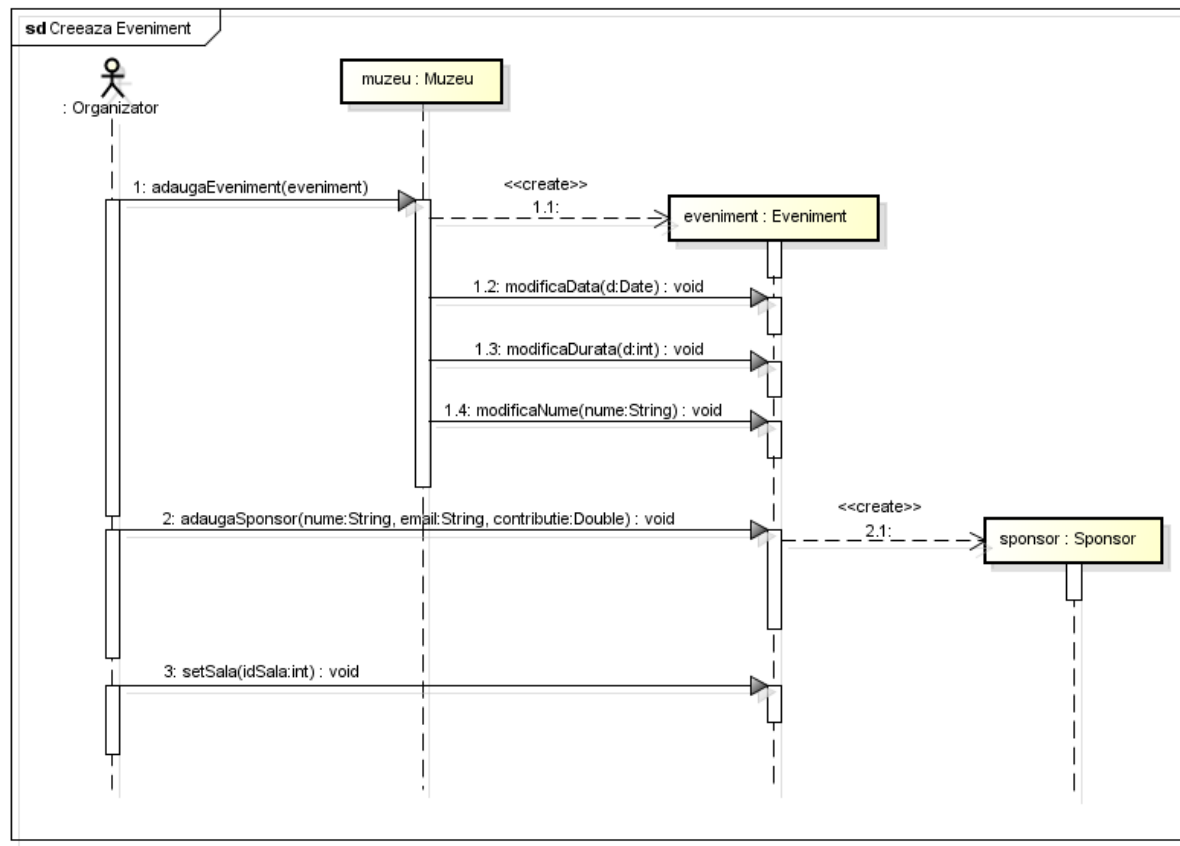 sd Creeaza Eveniment
: Organizator
muzeu : Muzeu
1: adaugaEveniment(eveniment)
<<create>>
1.1:
eveniment : Eveniment
1.2: modificaData(d:Date) : void
1.3: modificaDurata(d:int) : void
1.4: modificaNume(nume:String) : void
2: adaugaSponsor(nume:String, email:String, contributie:Double) : void
<<create>>
2.1:
sponsor : Sponsor
3: setSala(idSala:int) : void